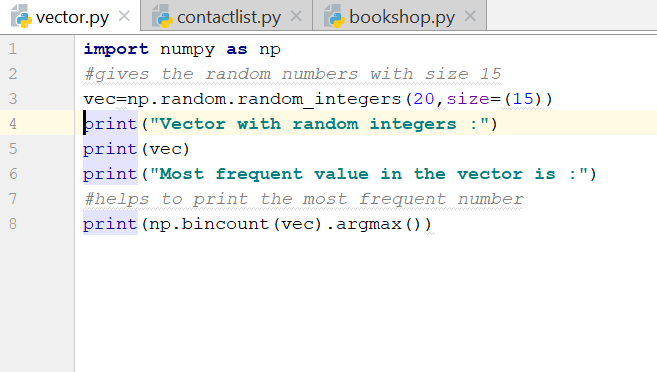 vector.py contactlist.py bookshop.py
1 import numpy as np
2 #gives the random numbers with size 15
3 vec=np.random.random_integers(20,size=(15))
4 print("Vector with random integers :")
5 print(vec)
6 print("Most frequent value in the vector is :")
7 #helps to print the most frequent number
8 print(np.bincount(vec).argmax())